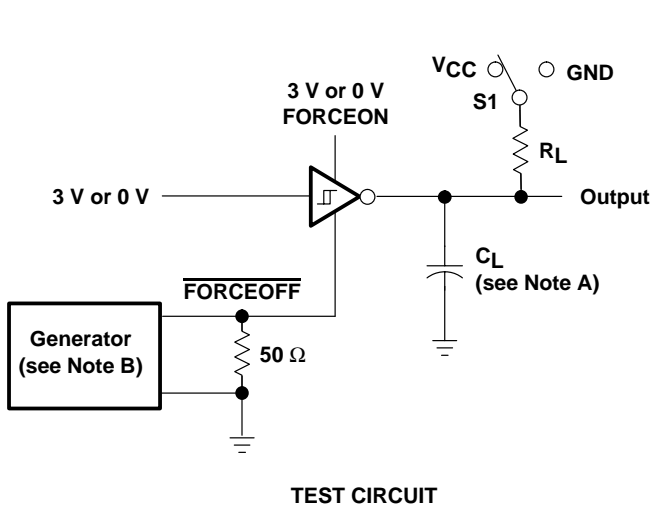 VCC
GND
S1
3 V or 0 V
FORCEON
RL
3 V or 0 V
Output
CL
(see Note A)
FORCEOFF
Generator
(see Note B)
50 Ω
TEST CIRCUIT